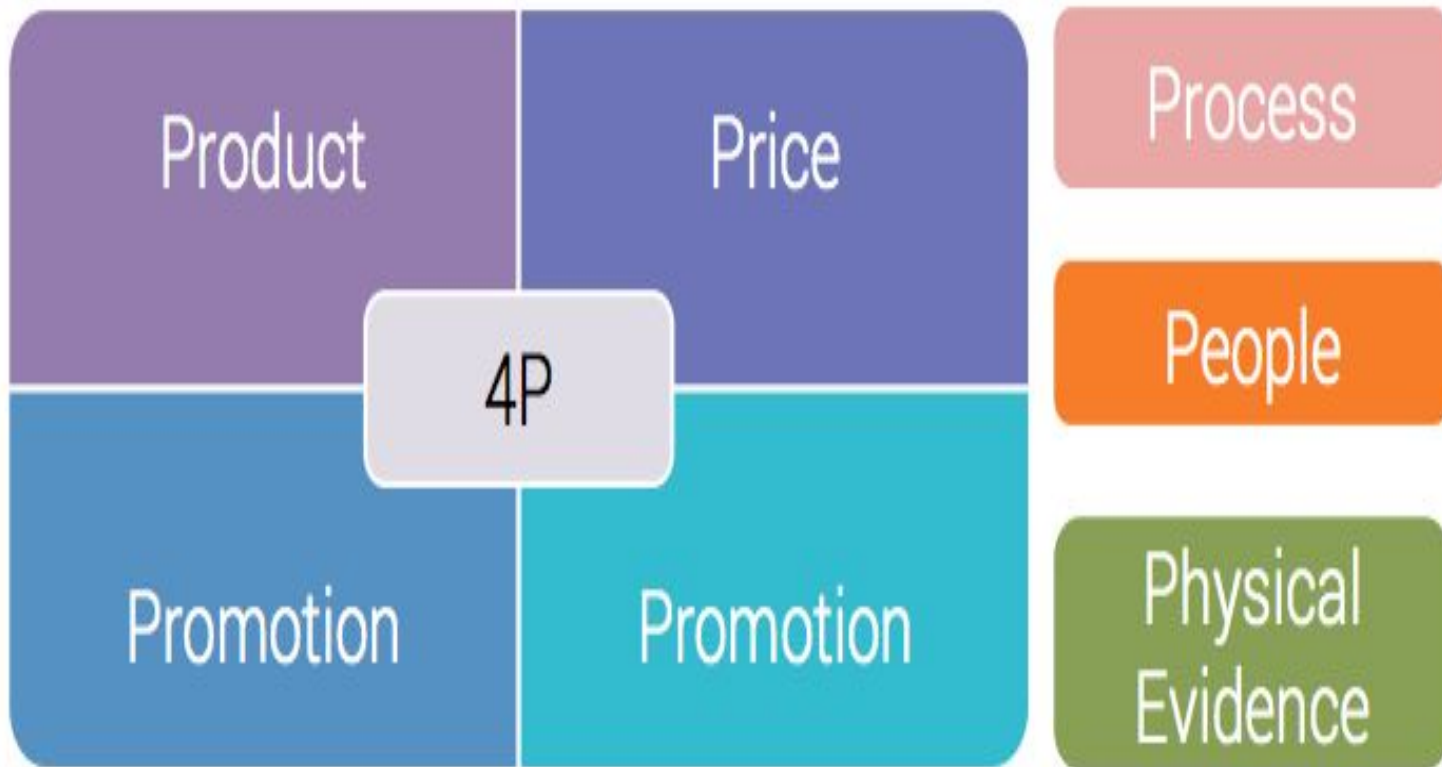 Product
Price
4P
Promotion
Promotion
Process
People
Physical
Evidence